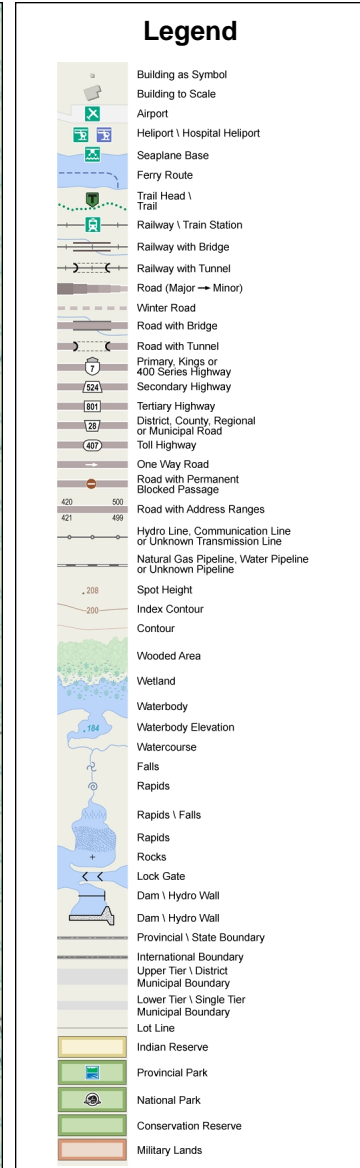 Legend
Building as Symbol
Building to Scale
Airport
Heliport \ Hospital Heliport
Seaplane Base
Ferry Route
Trail Head \
Trail
Railway \ Train Station
Railway with Bridge
Railway with Tunnel
Road (Major → Minor)
Winter Road
Road with Bridge
Road with Tunnel
7
Primary, Kings or
400 Series Highway
524 Secondary Highway
801 Tertiary Highway
28
District, County, Regional
or Municipal Road
407 Toll Highway
One Way Road
Road with Permanent
Blocked Passage
420 500
Road with Address Ranges
421 499
Hydro Line, Communication Line
or Unknown Transmission Line
Natural Gas Pipeline, Water Pipeline
or Unknown Pipeline
.208 Spot Height
200 Index Contour
Contour
Wooded Area
Wetland
Waterbody
.184 Waterbody Elevation
Watercourse
Falls
Rapids
Rapids \ Falls
Rapids
Rocks
Lock Gate
Dam \ Hydro Wall
Dam \ Hydro Wall
Provincial \ State Boundary
International Boundary
Upper Tier \ District
Municipal Boundary
Lower Tier \ Single Tier
Municipal Boundary
Lot Line
Indian Reserve
Provincial Park
National Park
Conservation Reserve
Military Lands